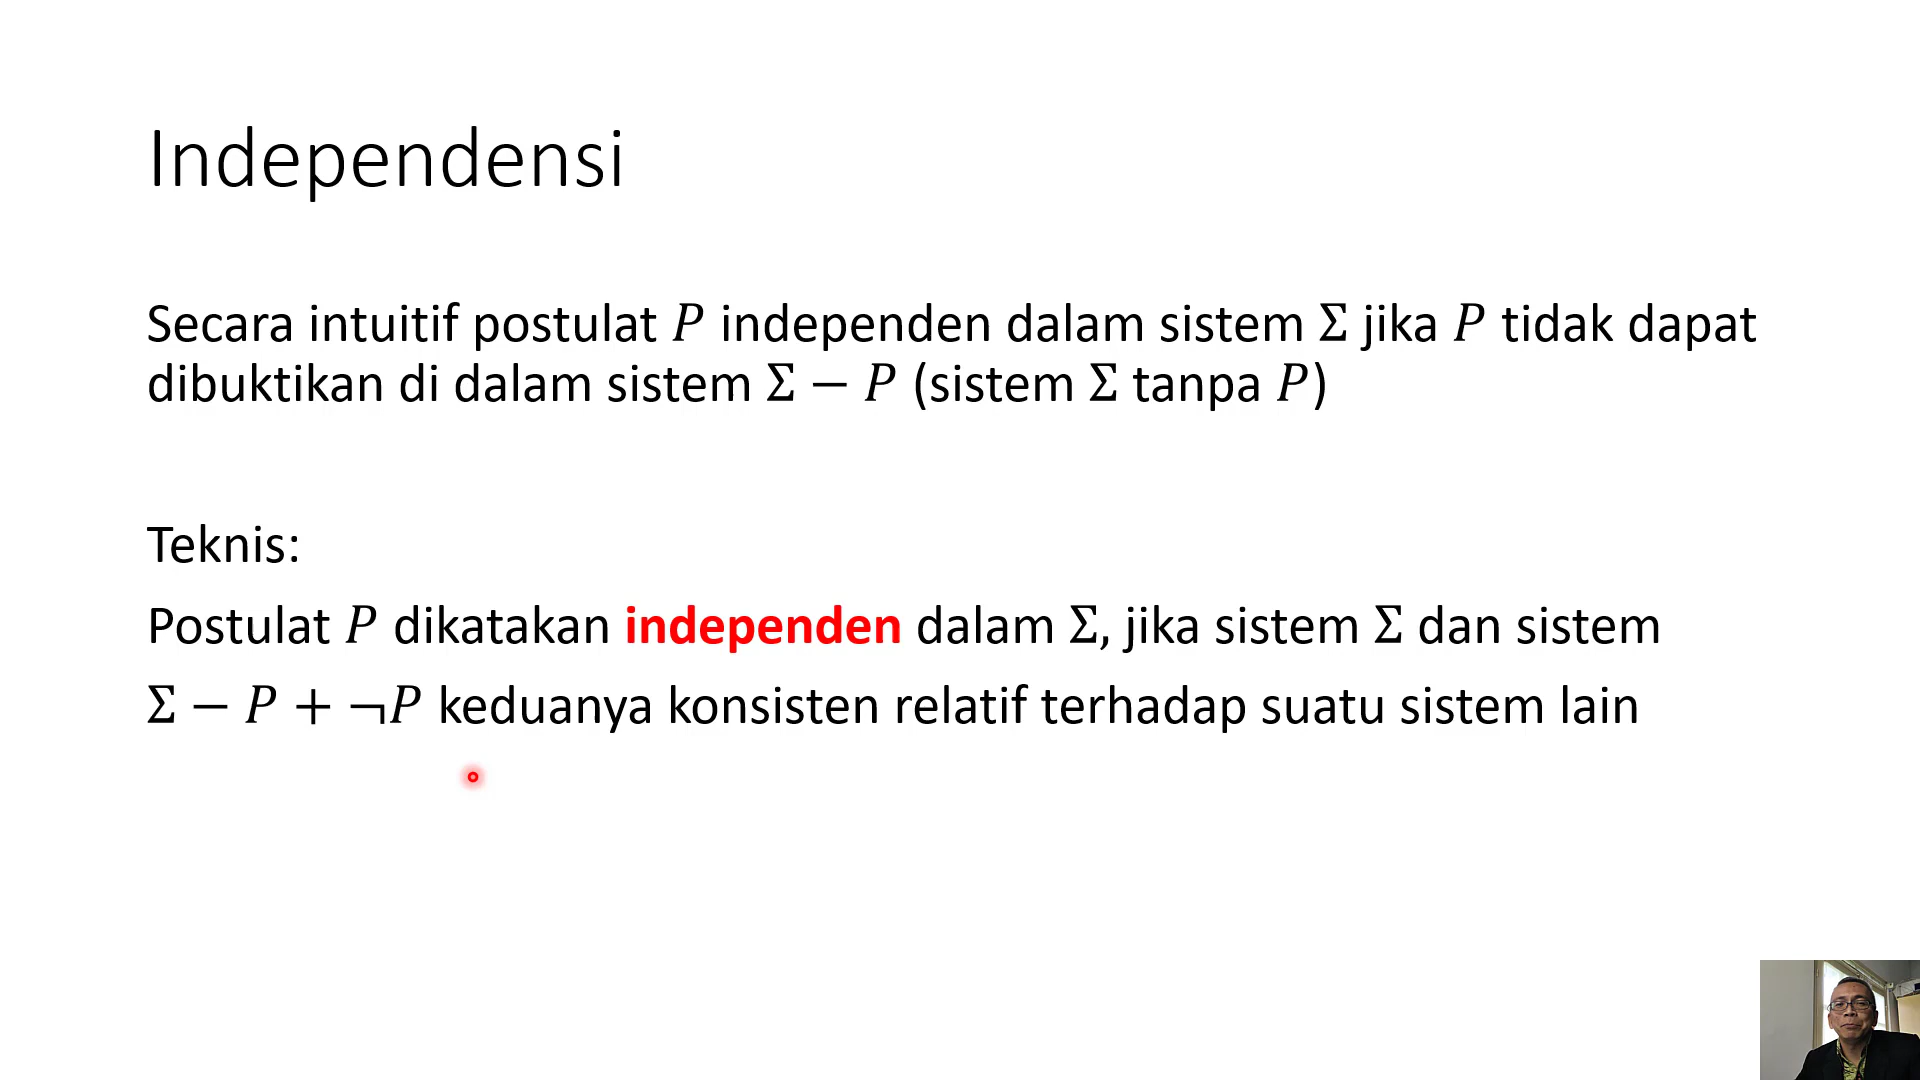 Independensi
Secara intuitif postulat 𝑃 independen dalam sistem Σ jika 𝑃 tidak dapat
dibuktikan di dalam sistem Σ − 𝑃 (sistem Σ tanpa 𝑃)
Teknis:
Postulat 𝑃 dikatakan independen dalam Σ, jika sistem Σ dan sistem
Σ − 𝑃 + ¬𝑃 keduanya konsisten relatif terhadap suatu sistem lain